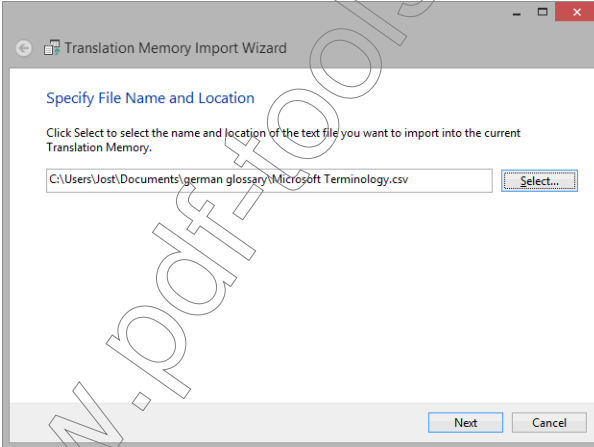 Translation Memory Import Wizard
Specify File Name and Location
Click Select to select the name and location of the text file you want to import into the current
Translation Memory.
C:\Users\Jost\Documents\german glossary\Microsoft Terminology.csv
Select...
Next
Cancel
w.pdf-tools